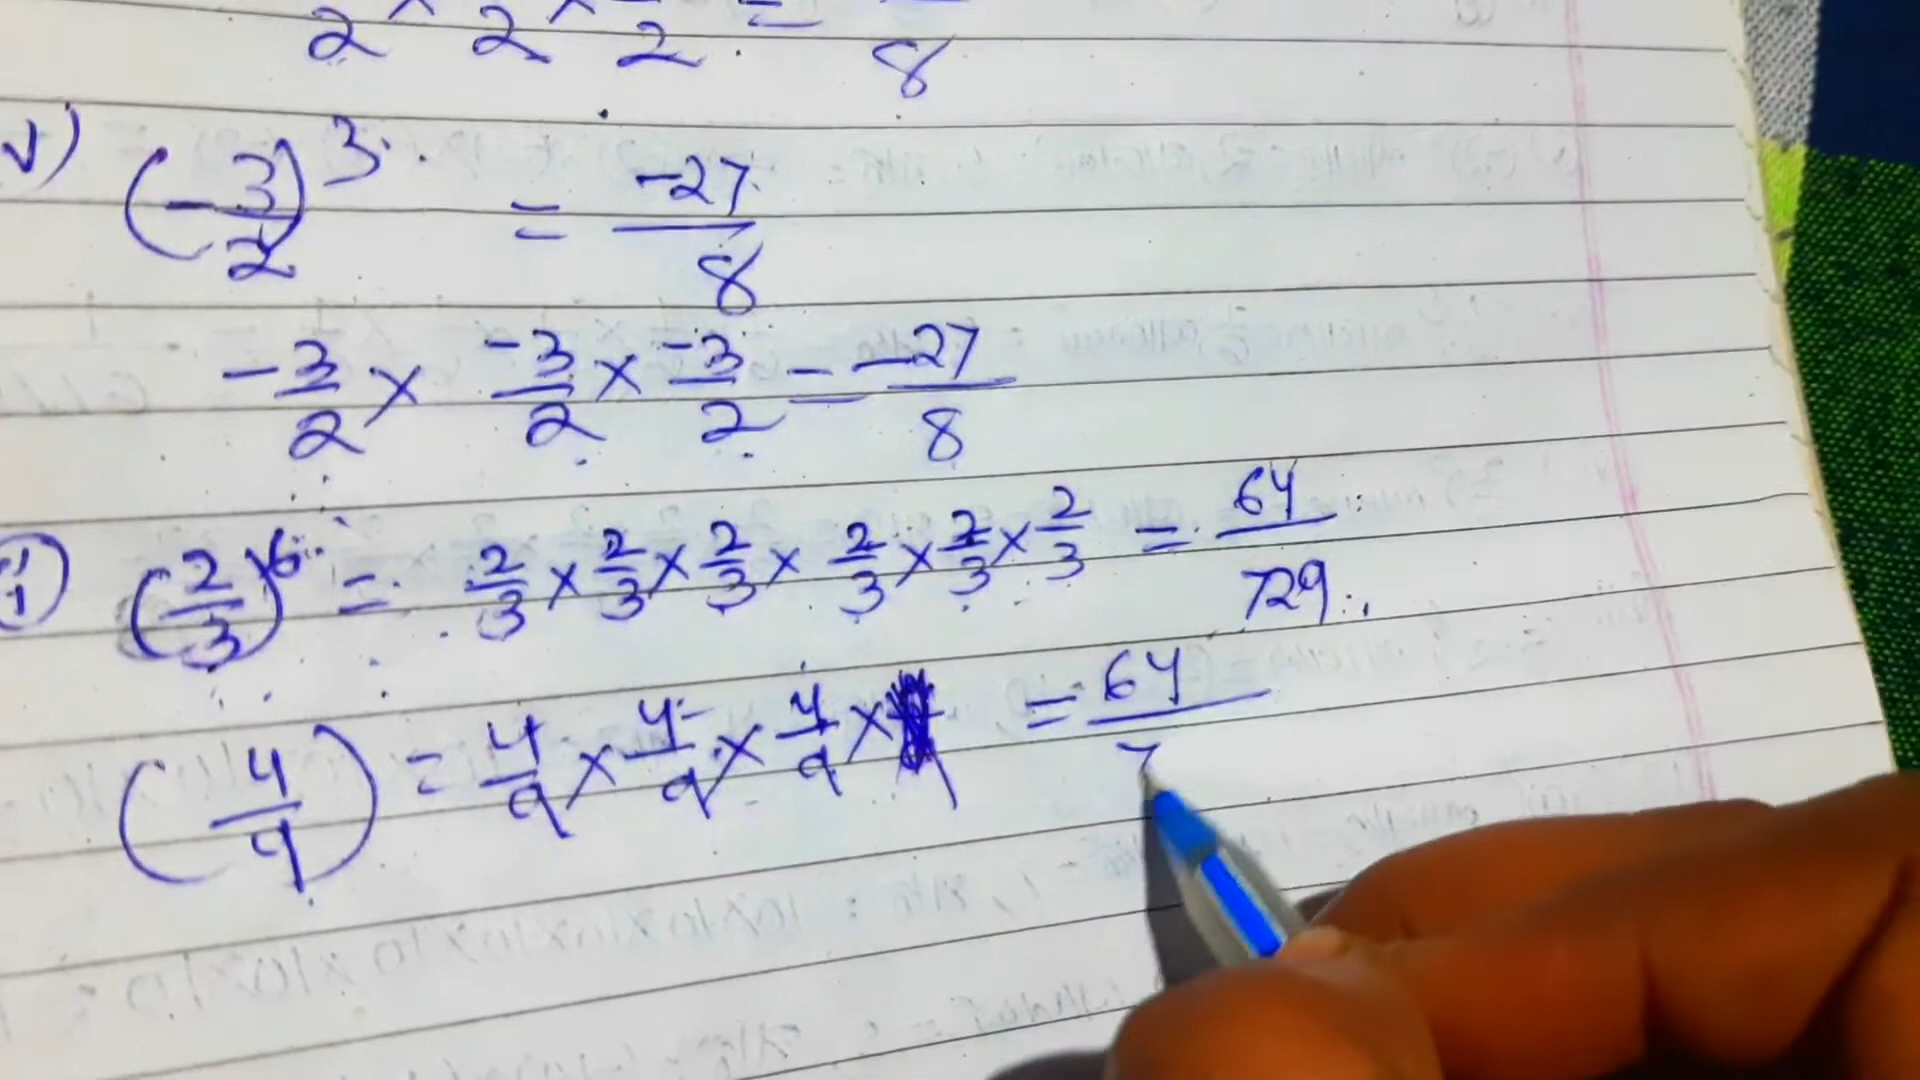 2 × 2 × 2 = 8
v) (-3/2)^3 = -27/8
-3/2 × -3/2 × -3/2 = -27/8
(2/3)^6 = 2/3 × 2/3 × 2/3 × 2/3 × 2/3 × 2/3 = 64/729
(4/9) = 4/9 × 4/9 × 4/9 × = 64/7